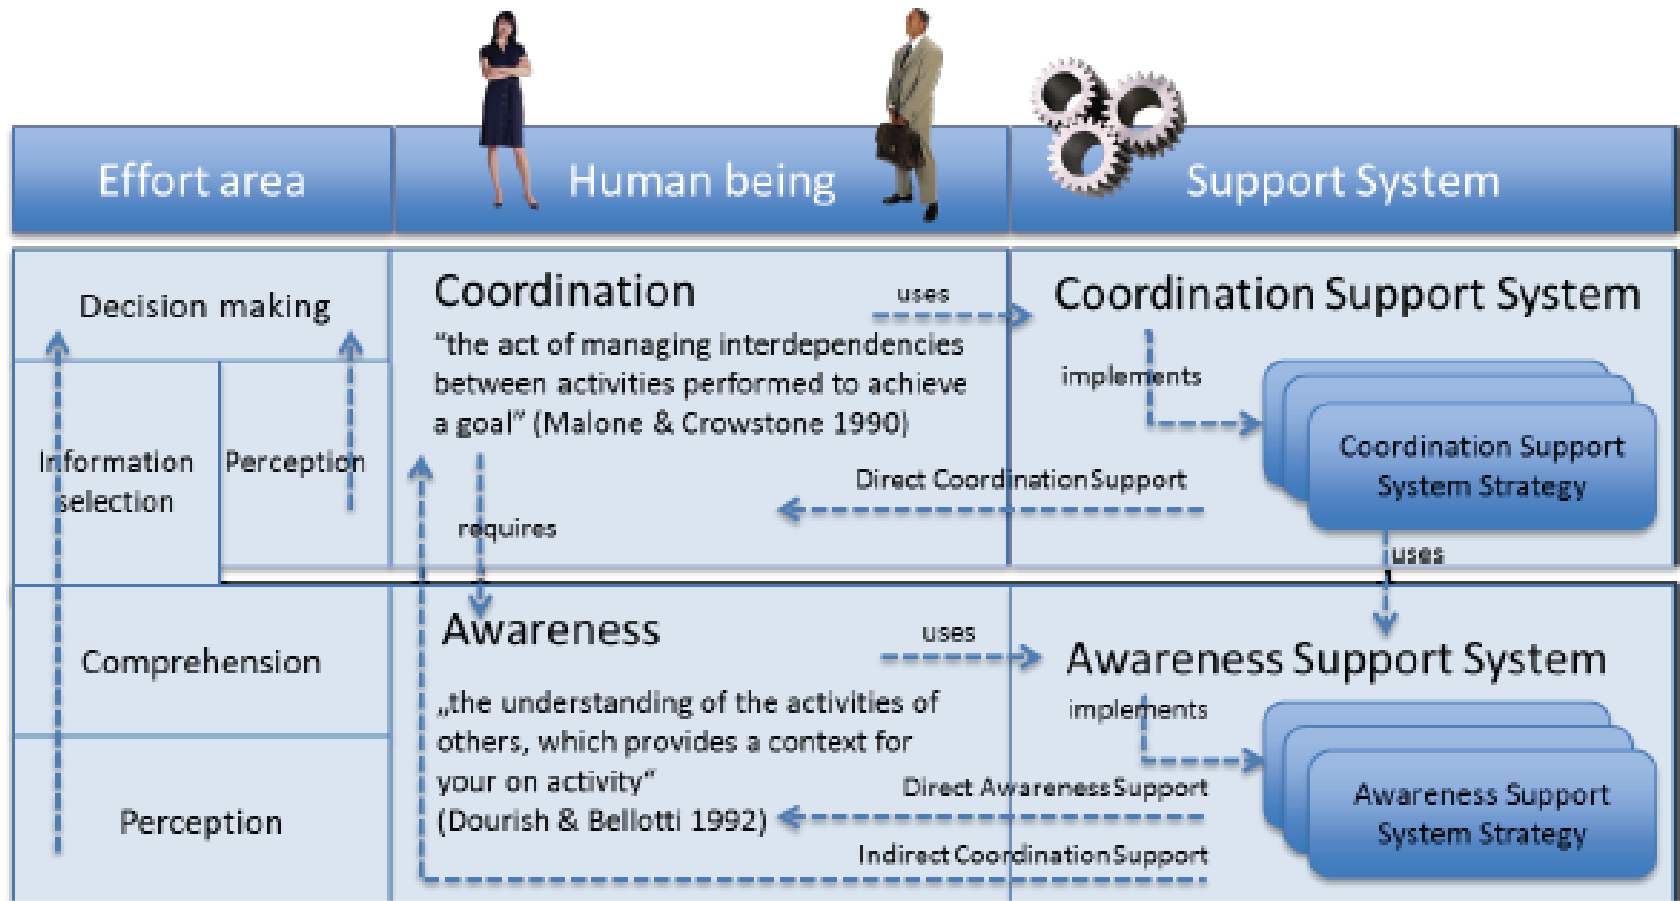 Effort area
Human being
Support System
Decision making
Information
selection
Perception
Coordination
“the act of managing interdependencies
between activities performed to achieve
a goal” (Malone & Crowstone 1990)
uses
Coordination Support System
implements
Coordination Support
System Strategy
Direct Coordination Support
requires
uses
Comprehension
Perception
Awareness
„the understanding of the activities of
others, which provides a context for
your on activity“
(Dourish & Bellotti 1992)
uses
Awareness Support System
implements
Awareness Support
System Strategy
Direct Awareness Support
Indirect Coordination Support